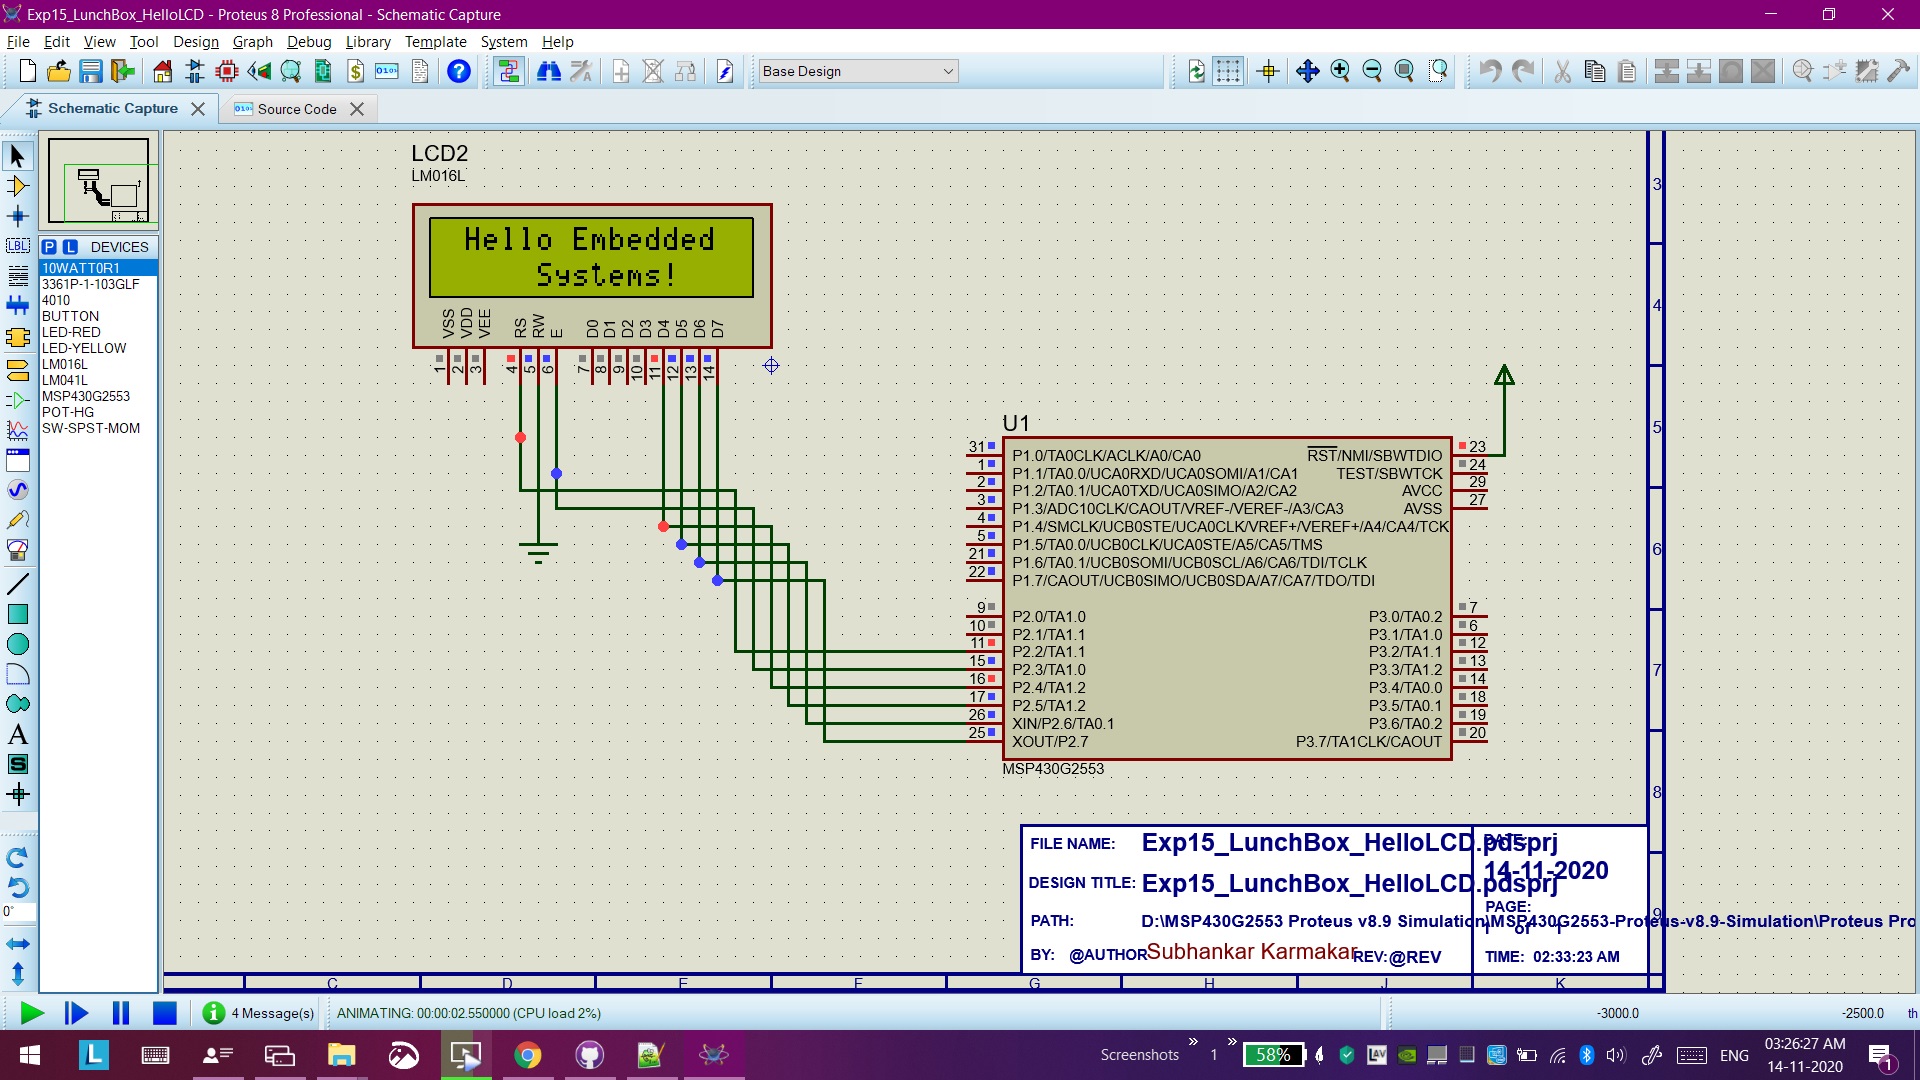 Exp15_LunchBox_HelloLCD - Proteus 8 Professional - Schematic Capture
File Edit View Tool Design Graph Debug Library Template System Help
Base Design
Schematic Capture
Source Code
DEVICES
10WATT0R1
3361P-1-103GLF
4010
BUTTON
LED-RED
LED-YELLOW
LM016L
LM041L
MSP430G2553
POT-HG
SW-SPST-MOM
LCD2
LM016L
Hello Embedded
Systems!
VSS VDD VEE RS RW E D0 D1 D2 D3 D4 D5 D6 D7
1 2 3 4 5 6 7 8 9 10 11 12 13 14
U1
31 P1.0/TA0CLK/ACLK/A0/CA0 RST/NMI/SBWTDIO 23
1 P1.1/TA0.0/UCA0RXD/UCA0SOMI/A1/CA1 TEST/SBWTCK 24
2 P1.2/TA0.1/UCA0TXD/UCA0SIMO/A2/CA2 AVCC 29
3 P1.3/ADC10CLK/CAOUT/VREF-/VEREF-/A3/CA3 AVSS 27
4 P1.4/SMCLK/UCB0STE/UCA0CLK/VREF+/VEREF+/A4/CA4/TCK
5 P1.5/TA0.0/UCB0CLK/UCA0STE/A5/CA5/TMS
21 P1.6/TA0.1/UCB0SOMI/UCB0SCL/A6/CA6/TDI/TCLK
22 P1.7/CAOUT/UCB0SIMO/UCB0SDA/A7/CA7/TDO/TDI
9 P2.0/TA1.0 P3.0/TA0.2 7
10 P2.1/TA1.1 P3.1/TA1.0 6
11 P2.2/TA1.1 P3.2/TA1.1 12
15 P2.3/TA1.0 P3.3/TA1.2 13
16 P2.4/TA1.2 P3.4/TA0.0 14
17 P2.5/TA1.2 P3.5/TA0.1 18
26 XIN/P2.6/TA0.1 P3.6/TA0.2 19
25 XOUT/P2.7 P3.7/TA1CLK/CAOUT 20
MSP430G2553
3
4
5
6
7
8
9
FILE NAME: Exp15_LunchBox_HelloLCD.pdsprj
DATE:
14-11-2020
DESIGN TITLE: Exp15_LunchBox_HelloLCD.pdsprj
PAGE:
1 of 1
PATH: D:\MSP430G2553 Proteus v8.9 Simulation\MSP430G2553-Proteus-v8.9-Simulation\Proteus Pro
BY: @AUTHOR Subhankar Karmakar REV:@REV TIME: 02:33:23 AM
C D E F G H J K
0°
4 Message(s)
ANIMATING: 00:00:02.550000 (CPU load 2%)
-3000.0 -2500.0 th
Screenshots 1 58% ENG
03:26:27 AM
14-11-2020
1